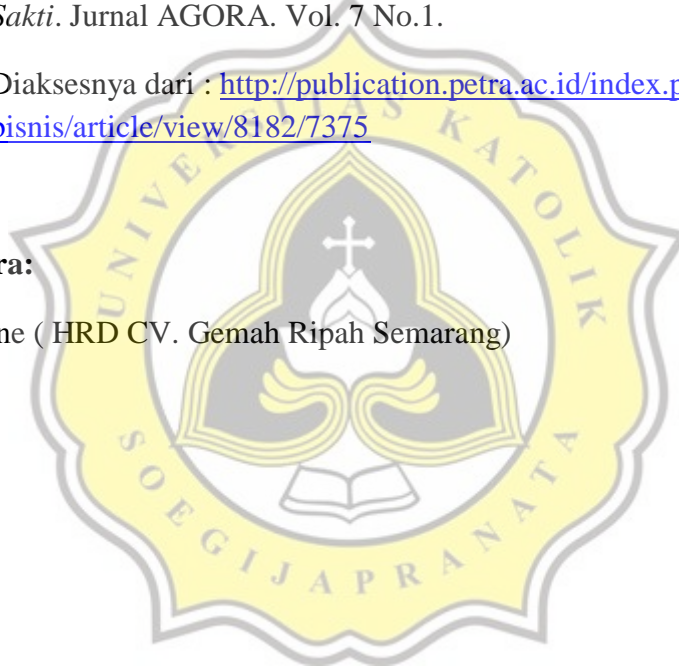 Sakti. Jurnal AGORA. Vol. 7 No.1.
Diaksesnya dari : http://publication.petra.ac.id/index.p
bisnis/article/view/8182/7375
ra:
ne ( HRD CV. Gemah Ripah Semarang)
UNIVERSITAS KATOLIK
SOEGIJAPRANATA